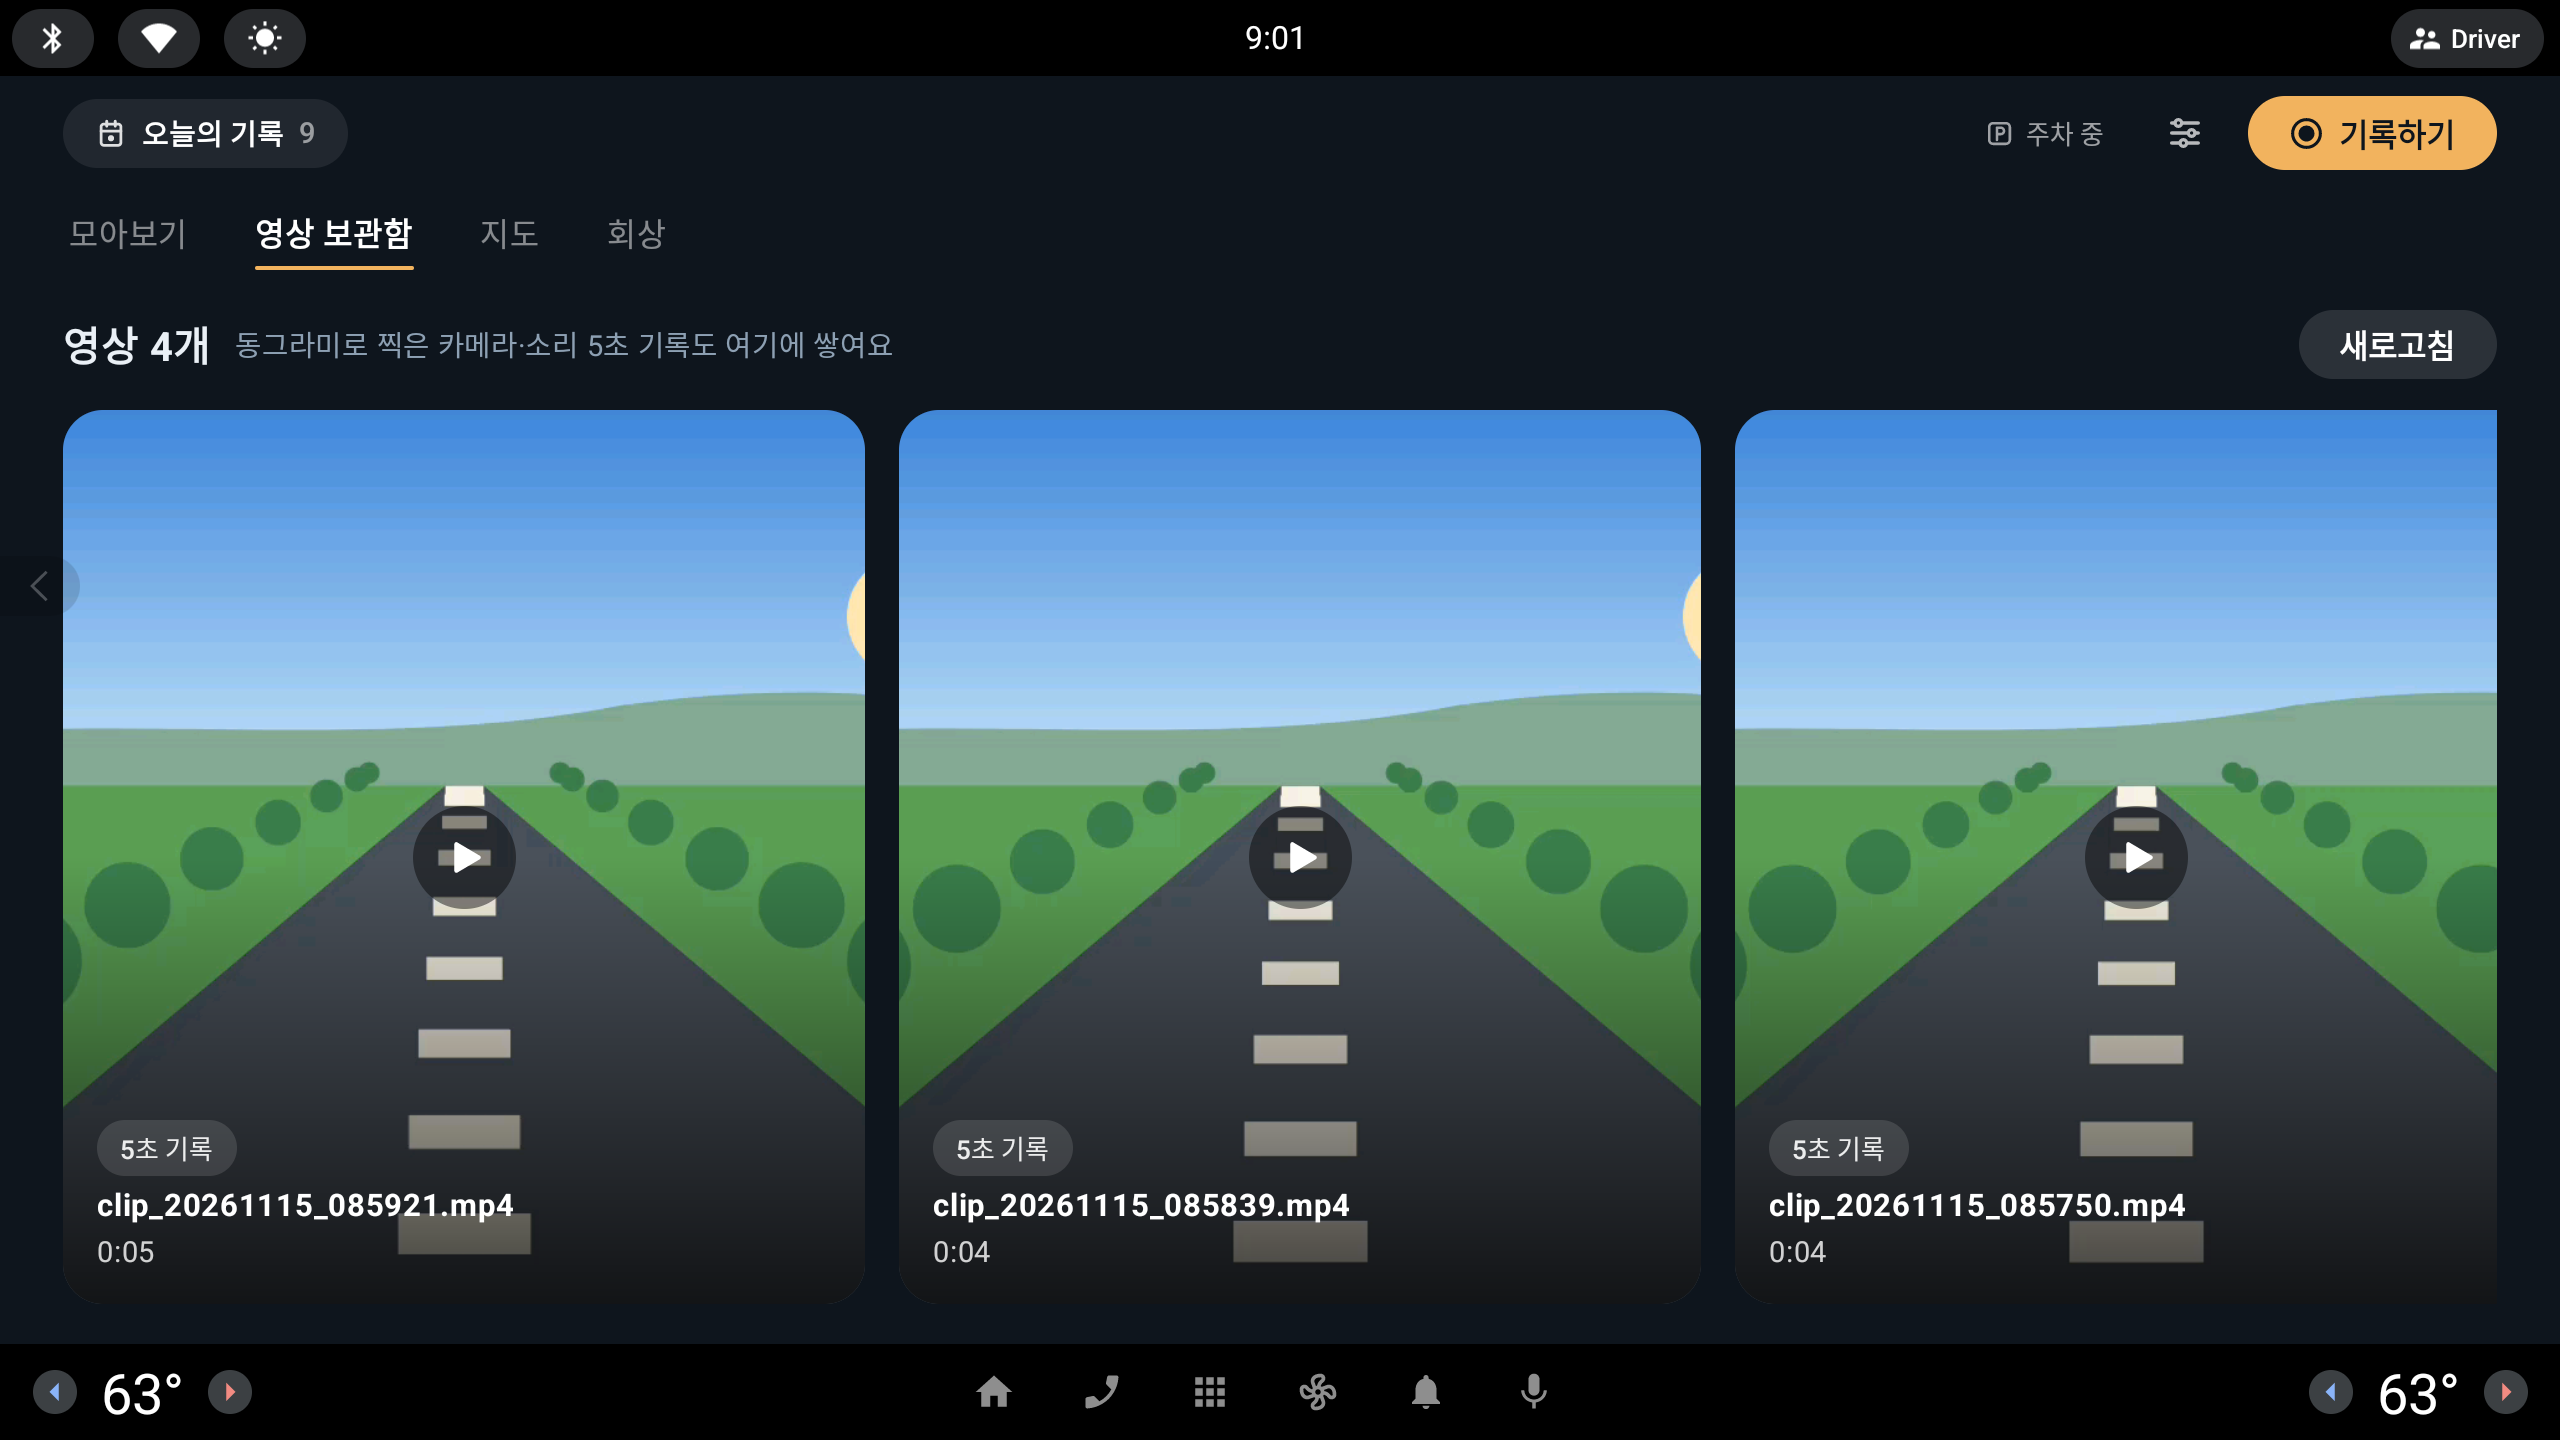 9:01
Driver
오늘의 기록 9
주차 중
기록하기
모아보기
영상 보관함
지도
회상
영상 4개
동그라미로 찍은 카메라·소리 5초 기록도 여기에 쌓여요
새로고침
5초 기록
clip_20261115_085921.mp4
0:05
5초 기록
clip_20261115_085839.mp4
0:04
5초 기록
clip_20261115_085750.mp4
0:04
63°
63°